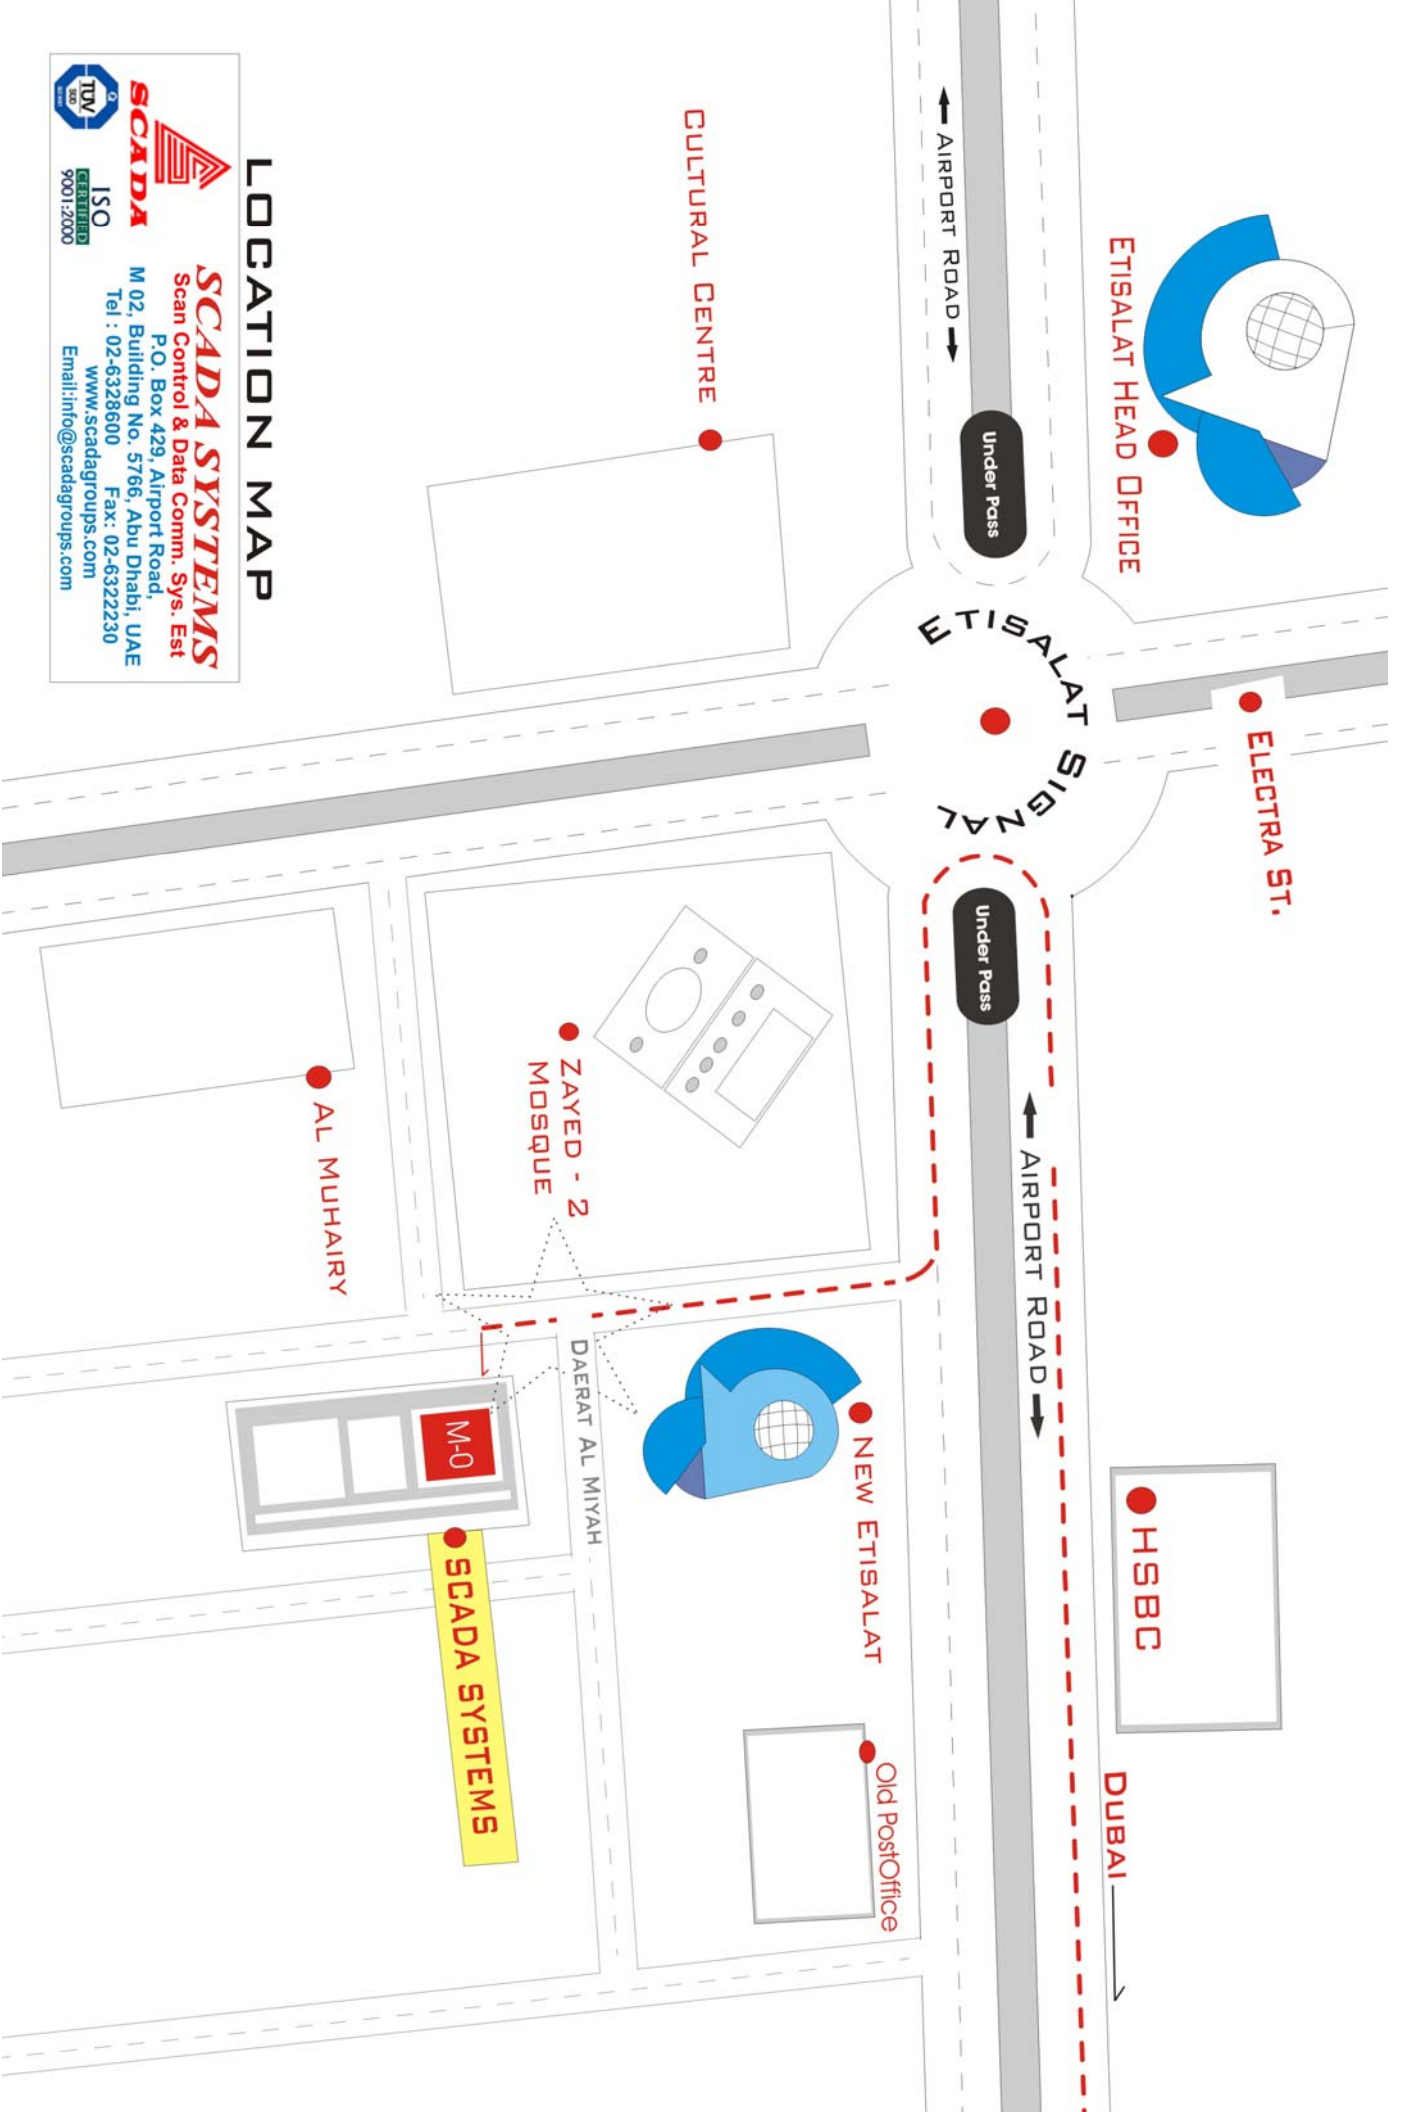 ETISALAT HEAD OFFICE
ELECTRA ST.
HSBC
DUBAI
AIRPORT ROAD
Under Pass
ETISALAT SIGNAL
Under Pass
AIRPORT ROAD
CULTURAL CENTRE
ZAYED - 2
MOSQUE
NEW ETISALAT
Old PostOffice
DAERAT AL MIYAH
AL MUHAIRY
M-0
SCADA SYSTEMS
LOCATION MAP
SCADA
TUV
SUD
ISO
CERTIFIED
9001:2000
SCADA SYSTEMS
Scan Control & Data Comm. Sys. Est
P.O. Box 429, Airport Road,
M 02, Building No. 5766, Abu Dhabi, UAE
Tel : 02-6328600 Fax: 02-6322230
www.scadagroups.com
Email:info@scadagroups.com